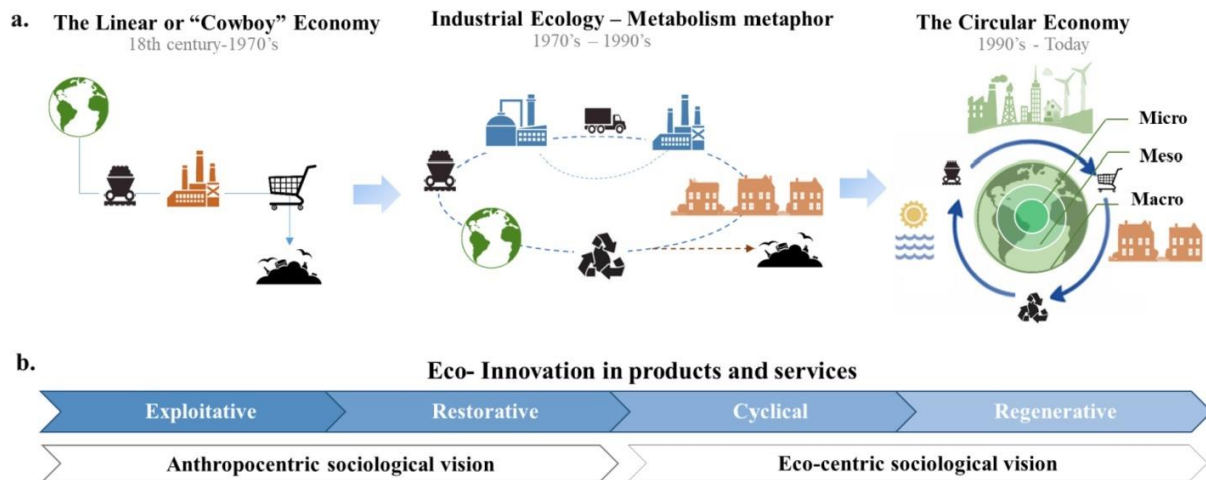 a.
The Linear or “Cowboy” Economy
18th century-1970’s
Industrial Ecology – Metabolism metaphor
1970’s – 1990’s
The Circular Economy
1990’s - Today
Micro
Meso
Macro
b.
Eco- Innovation in products and services
Exploitative
Restorative
Cyclical
Regenerative
Anthropocentric sociological vision
Eco-centric sociological vision